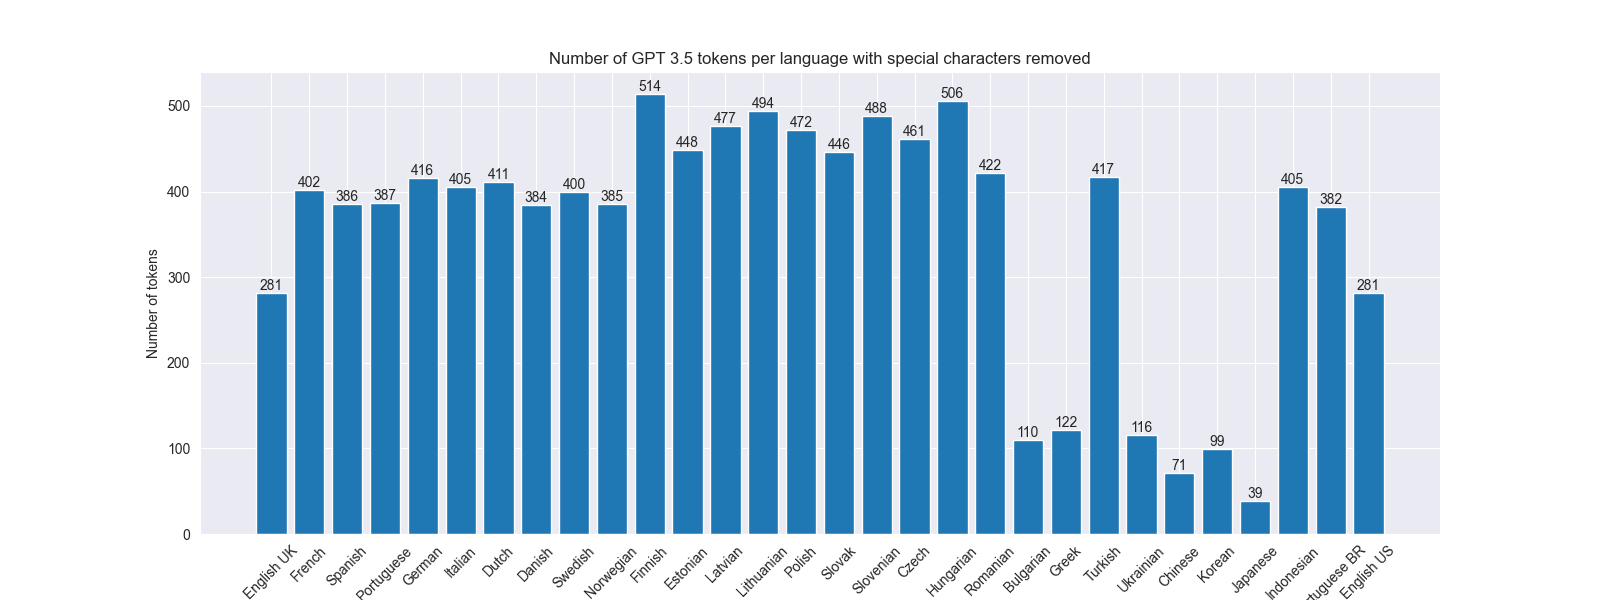 Number of GPT 3.5 tokens per language with special characters removed
Number of tokens
500
400
300
200
100
0
281
402
386
387
416
405
411
384
400
385
514
448
477
494
472
446
488
461
506
422
110
122
417
116
71
99
39
405
382
281
English UK
French
Spanish
Portuguese
German
Italian
Dutch
Danish
Swedish
Norwegian
Finnish
Estonian
Latvian
Lithuanian
Polish
Slovak
Slovenian
Czech
Hungarian
Romanian
Bulgarian
Greek
Turkish
Ukrainian
Chinese
Korean
Japanese
Indonesian
tuguese BR
English US